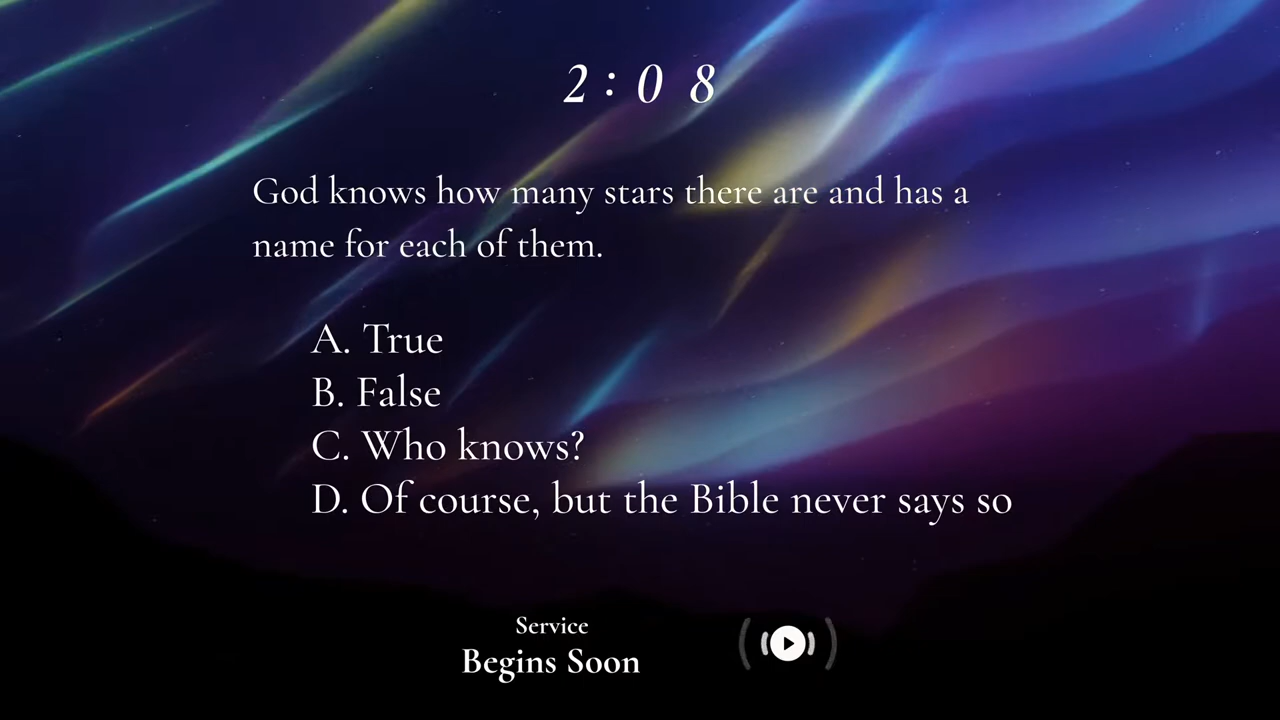 2:08
God knows how many stars there are and has a
name for each of them.
A. True
B. False
C. Who knows?
D. Of course, but the Bible never says so
Service
Begins Soon